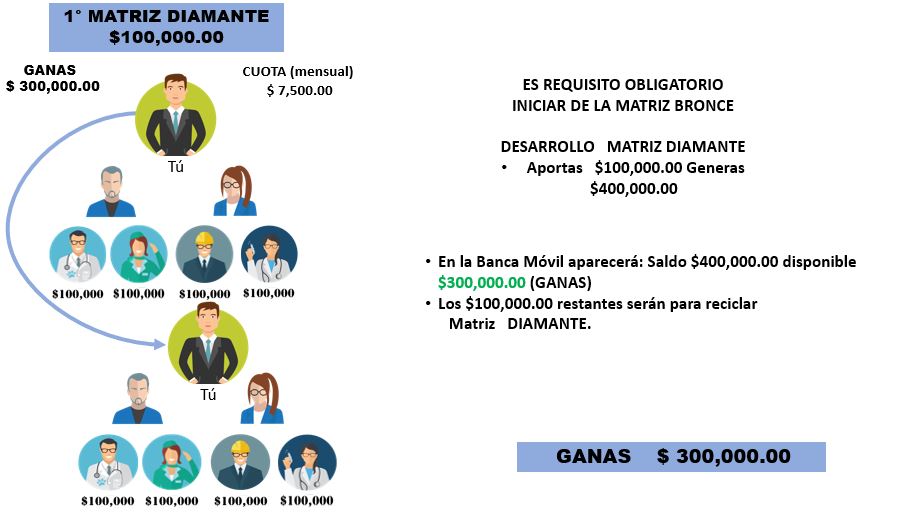 1° MATRIZ DIAMANTE
$100,000.00
GANAS
$ 300,000.00
CUOTA (mensual)
$ 7,500.00
Tú
$100,000 $100,000 $100,000 $100,000
Tú
$100,000 $100,000 $100,000 $100,000
ES REQUISITO OBLIGATORIO
INICIAR DE LA MATRIZ BRONCE
DESARROLLO MATRIZ DIAMANTE
• Aportas $100,000.00 Generas
$400,000.00
• En la Banca Móvil aparecerá: Saldo $400,000.00 disponible
$300,000.00 (GANAS)
• Los $100,000.00 restantes serán para reciclar
Matriz DIAMANTE.
GANAS $ 300,000.00